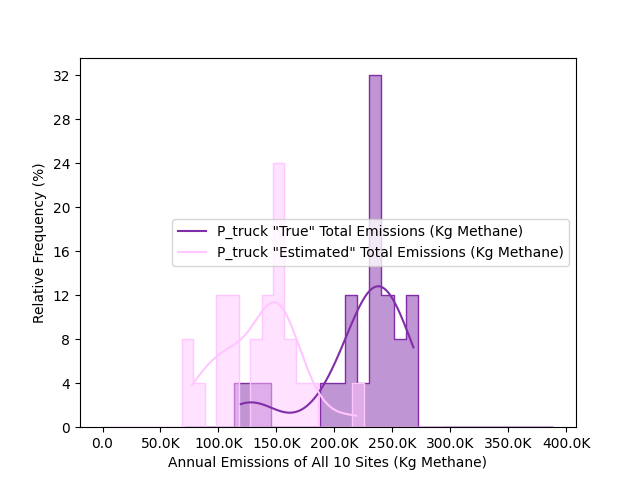 32
28
24
20
16
12
8
4
0
Relative Frequency (%)
P_truck "True" Total Emissions (Kg Methane)
P_truck "Estimated" Total Emissions (Kg Methane)
0.0 50.0K 100.0K 150.0K 200.0K 250.0K 300.0K 350.0K 400.0K
Annual Emissions of All 10 Sites (Kg Methane)